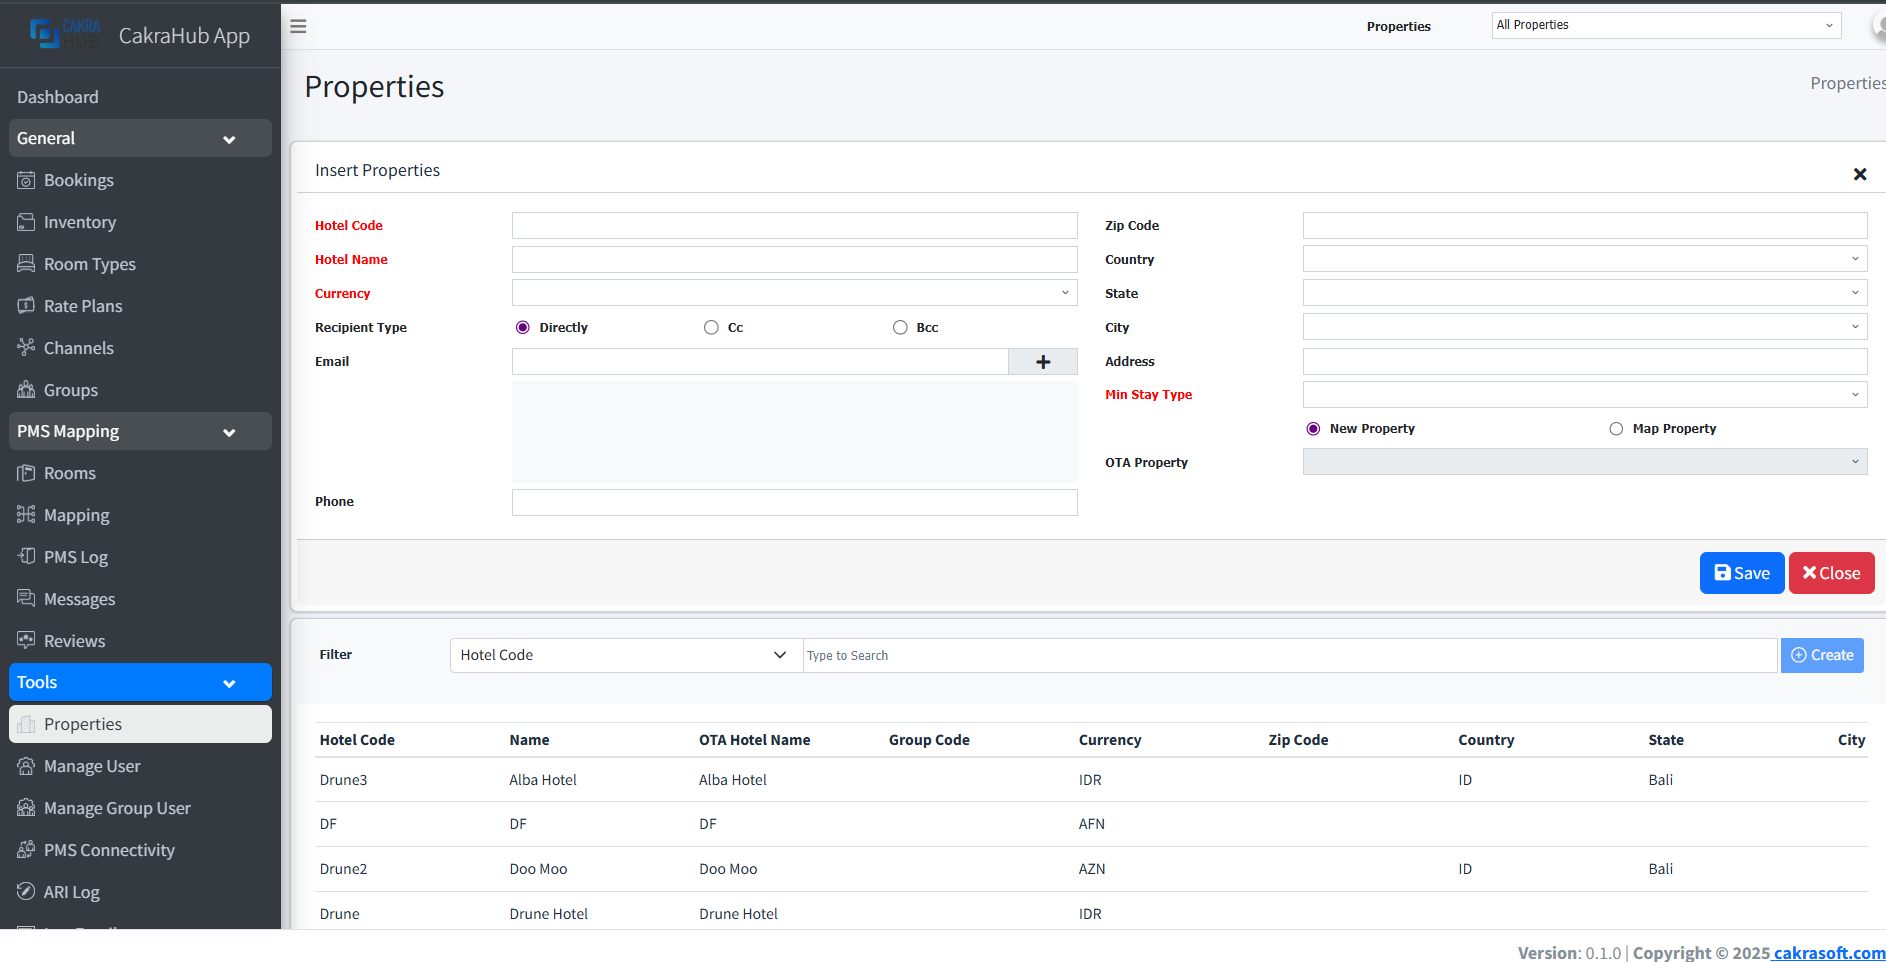 CAKRA
HUB
CakraHub App
Properties
All Properties
Dashboard
General
Bookings
Inventory
Room Types
Rate Plans
Channels
Groups
PMS Mapping
Rooms
Mapping
PMS Log
Messages
Reviews
Tools
Properties
Manage User
Manage Group User
PMS Connectivity
ARI Log
Properties
Properties
Insert Properties
Hotel Code
Hotel Name
Currency
Recipient Type
Directly
Cc
Bcc
Email
Phone
Zip Code
Country
State
City
Address
Min Stay Type
New Property
Map Property
OTA Property
Save
Close
Filter
Hotel Code
Type to Search
Create
Hotel Code Name OTA Hotel Name Group Code Currency Zip Code Country State City
Drune3 Alba Hotel Alba Hotel IDR ID Bali
DF DF DF AFN
Drune2 Doo Moo Doo Moo AZN ID Bali
Drune Drune Hotel Drune Hotel IDR
Version: 0.1.0 | Copyright © 2025 cakrasoft.com